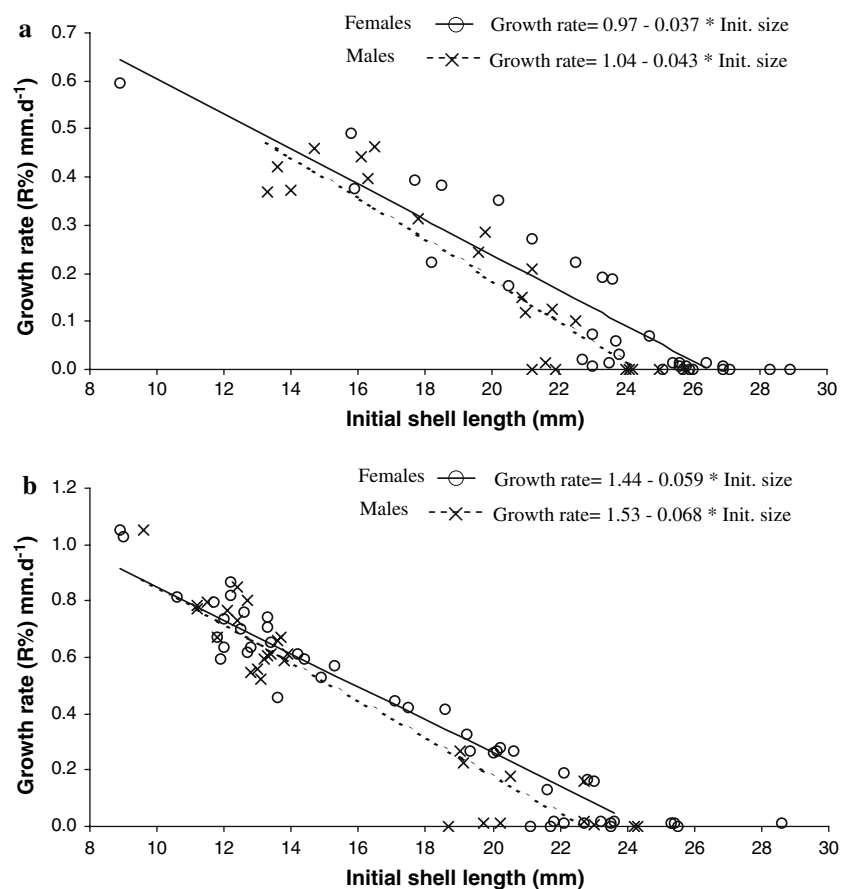 a
Females Growth rate= 0.97 - 0.037 * Init. size
Males Growth rate= 1.04 - 0.043 * Init. size
Growth rate (R%) mm.d-1
0.7
0.6
0.5
0.4
0.3
0.2
0.1
0.0
8 10 12 14 16 18 20 22 24 26 28 30
Initial shell length (mm)
b
Females Growth rate= 1.44 - 0.059 * Init. size
Males Growth rate= 1.53 - 0.068 * Init. size
Growth rate (R%) mm.d-1
1.2
1.0
0.8
0.6
0.4
0.2
0.0
8 10 12 14 16 18 20 22 24 26 28 30
Initial shell length (mm)